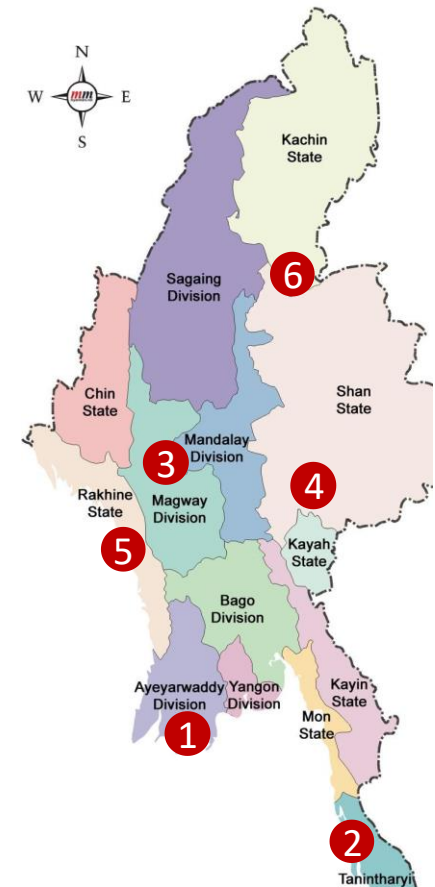 N
W mm E
S
Kachin
State
6
Sagaing
Division
Chin
State
Shan
State
Mandalay
Division
3
4
Rakhine
State
Magway
Division
5
Kayah
State
Bago
Division
Ayeyarwaddy
Division
Yangon
Division
Kayin
State
Mon
State
1
2
Tanintharyi